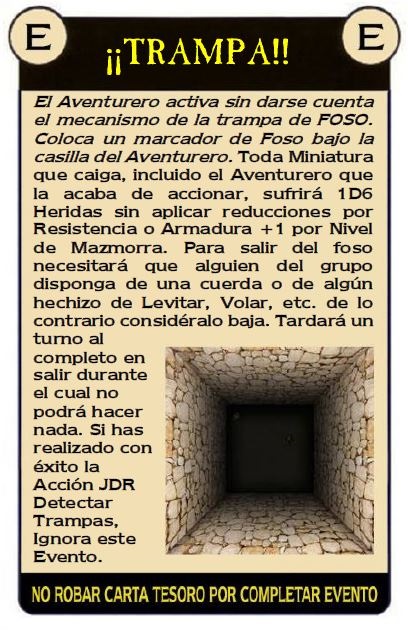 E
¡¡TRAMPA!!
E
El Aventurero activa sin darse cuenta
el mecanismo de la trampa de FOSO.
Coloca un marcador de Foso bajo la
casilla del Aventurero. Toda Miniatura
que caiga, incluido el Aventurero que
la acaba de accionar, sufrirá 1D6
Heridas sin aplicar reducciones por
Resistencia o Armadura +1 por Nivel
de Mazmorra. Para salir del foso
necesitará que alguien del grupo
disponga de una cuerda o de algún
hechizo de Levitar, Volar, etc. de lo
contrario considéralo baja. Tardará un
turno al
completo en
salir durante
el cual no
podrá hacer
nada. Si has
realizado con
éxito la
Acción JDR
Detectar
Trampas,
Ignora este
Evento.
NO ROBAR CARTA TESORO POR COMPLETAR EVENTO